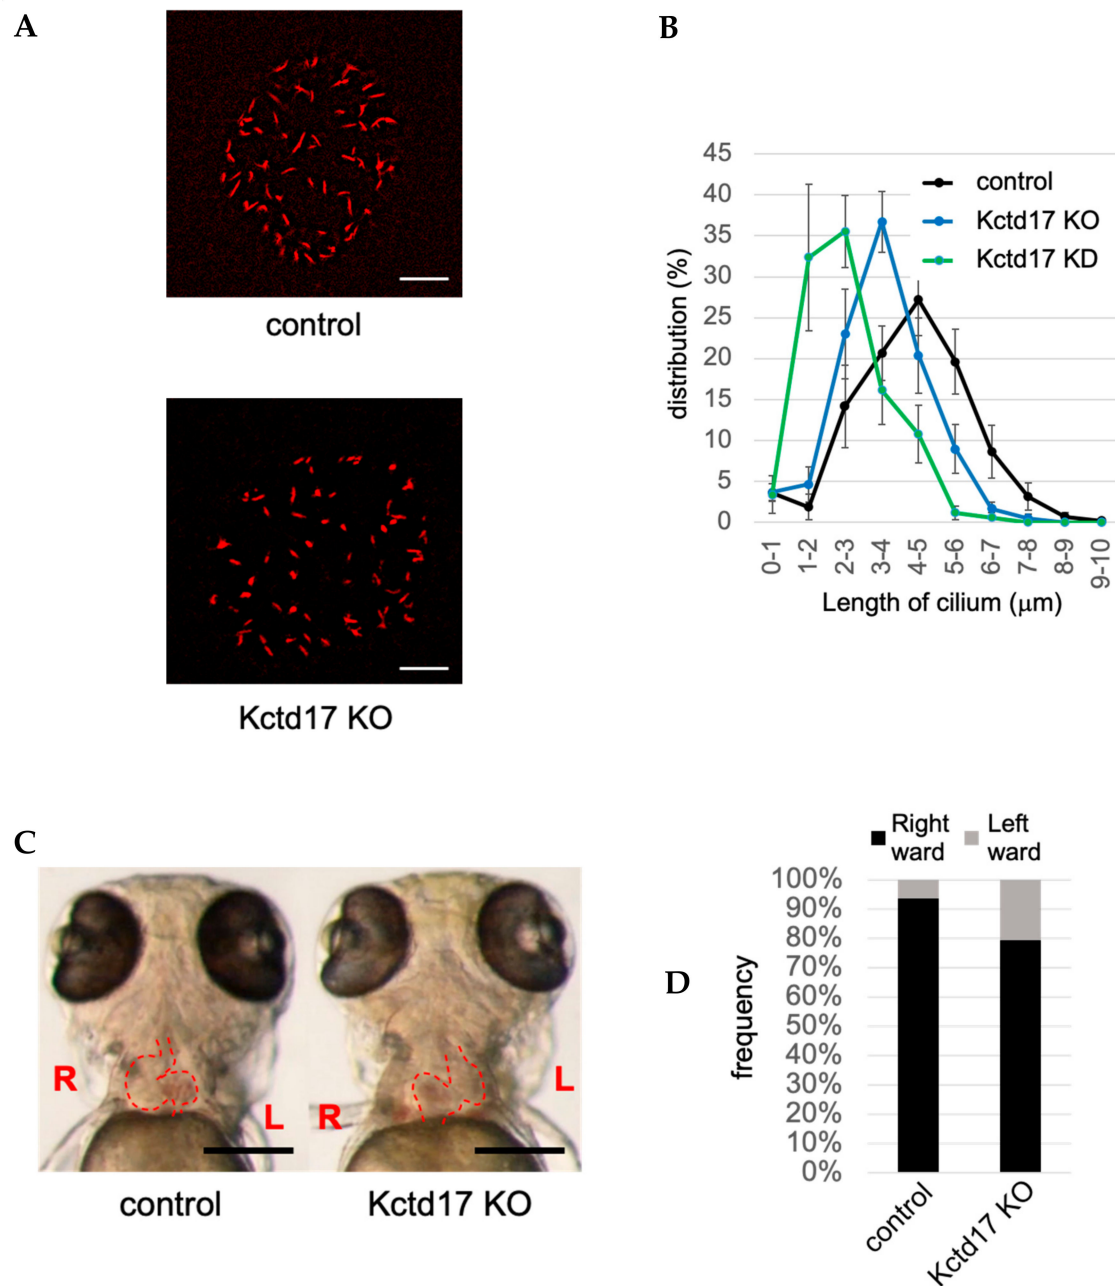 A
control
Kctd17 KO
B
45
40
35
30
25
20
15
10
5
0
distribution (%)
control
Kctd17 KO
Kctd17 KD
0-1
1-2
2-3
3-4
4-5
5-6
6-7
7-8
8-9
9-10
Length of cilium (μm)
C
R
L
R
L
control
Kctd17 KO
D
Right
ward
Left
ward
100%
90%
80%
70%
60%
50%
40%
30%
20%
10%
0%
frequency
control
Kctd17 KO